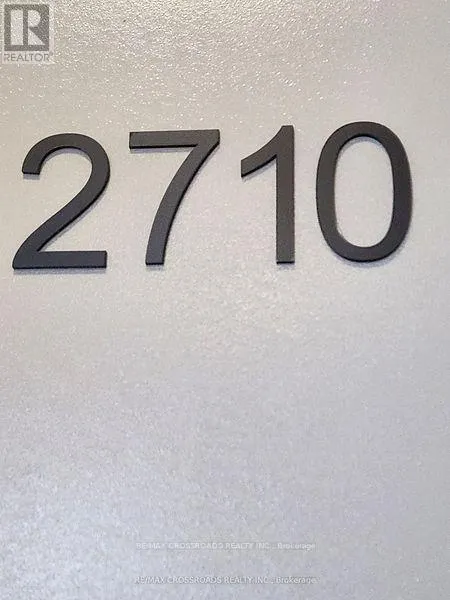 REALTOR®
2710
RE/MAX CROSSROADS REALTY INC., Brokerage
RE/MAX CROSSROADS REALTY INC., Brokerage